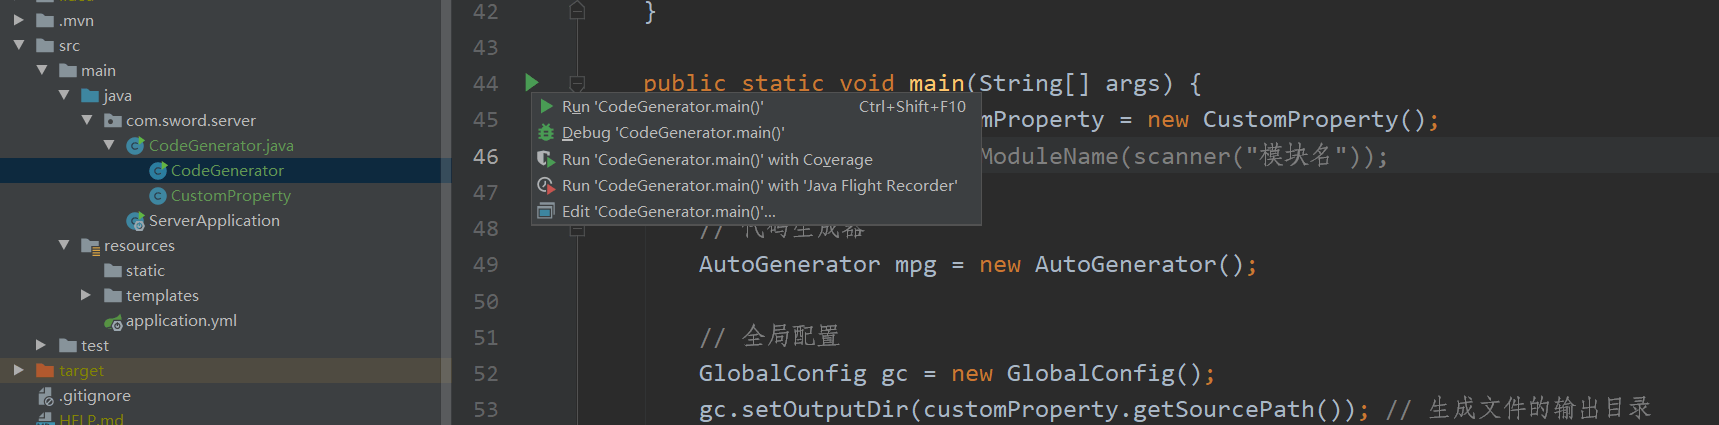 .mvn
src
main
java
com.sword.server
CodeGenerator.java
CodeGenerator
CustomProperty
ServerApplication
resources
static
templates
application.yml
test
target
.gitignore
HELP.md
42 }
43
44 public static void main(String[] args) {
45 mProperty = new CustomProperty();
46 ModuleName(scanner("模块名"));
47
48 // 代码生成器
49 AutoGenerator mpg = new AutoGenerator();
50
51 // 全局配置
52 GlobalConfig gc = new GlobalConfig();
53 gc.setOutputDir(customProperty.getSourcePath()); // 生成文件的输出目录
Run 'CodeGenerator.main()' Ctrl+Shift+F10
Debug 'CodeGenerator.main()'
Run 'CodeGenerator.main()' with Coverage
Run 'CodeGenerator.main()' with 'Java Flight Recorder'
Edit 'CodeGenerator.main()'...